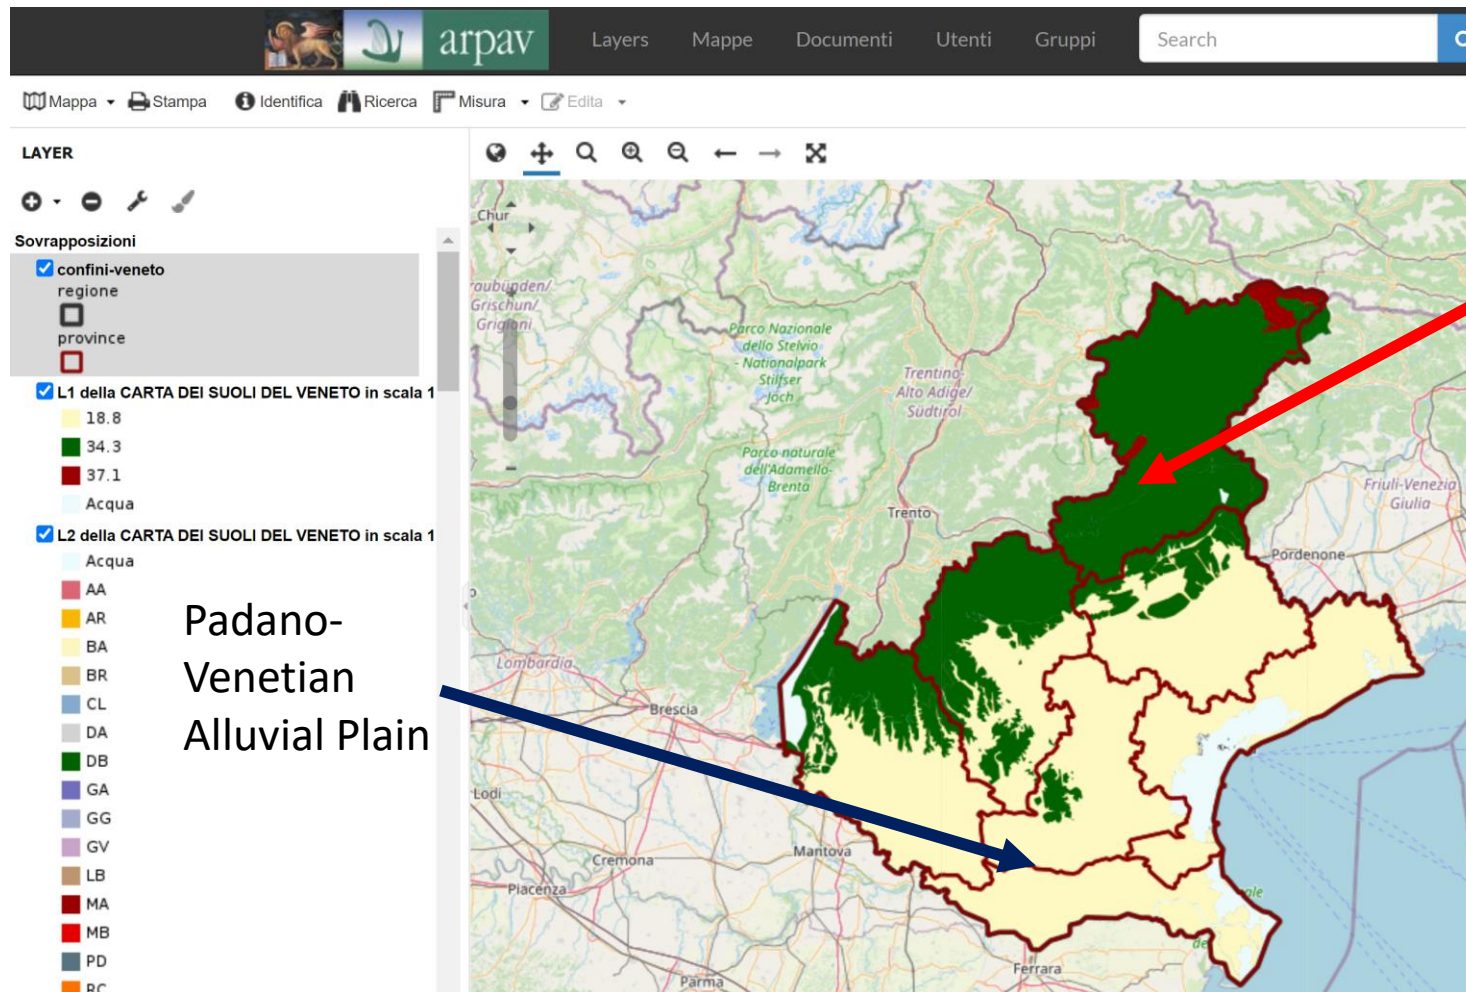 arpav
Layers Mappe Documenti Utenti Gruppi Search
Mappa Stampa Identifica Ricerca Misura Edita
LAYER
Sovrapposizioni
confini-veneto
regione
province
L1 della CARTA DEI SUOLI DEL VENETO in scala 1
18.8
34.3
37.1
Acqua
L2 della CARTA DEI SUOLI DEL VENETO in scala 1
Acqua
AA
AR
BA
BR
CL
DA
DB
GA
GG
GV
LB
MA
MB
PD
RC
Padano-
Venetian
Alluvial Plain
Chur
Grischun/
Grigioni
Parco Nazionale
dello Stelvio
- Nationalpark
Stilfser
Joch
Trentino-
Alto Adige/
Südtirol
Parco naturale
dell'Adamello-
Brenta
Trento
Friuli-Venezia
Giulia
Pordenone
Lombardia
Brescia
Lodi
Cremona
Mantova
Piacenza
Parma
Ferrara